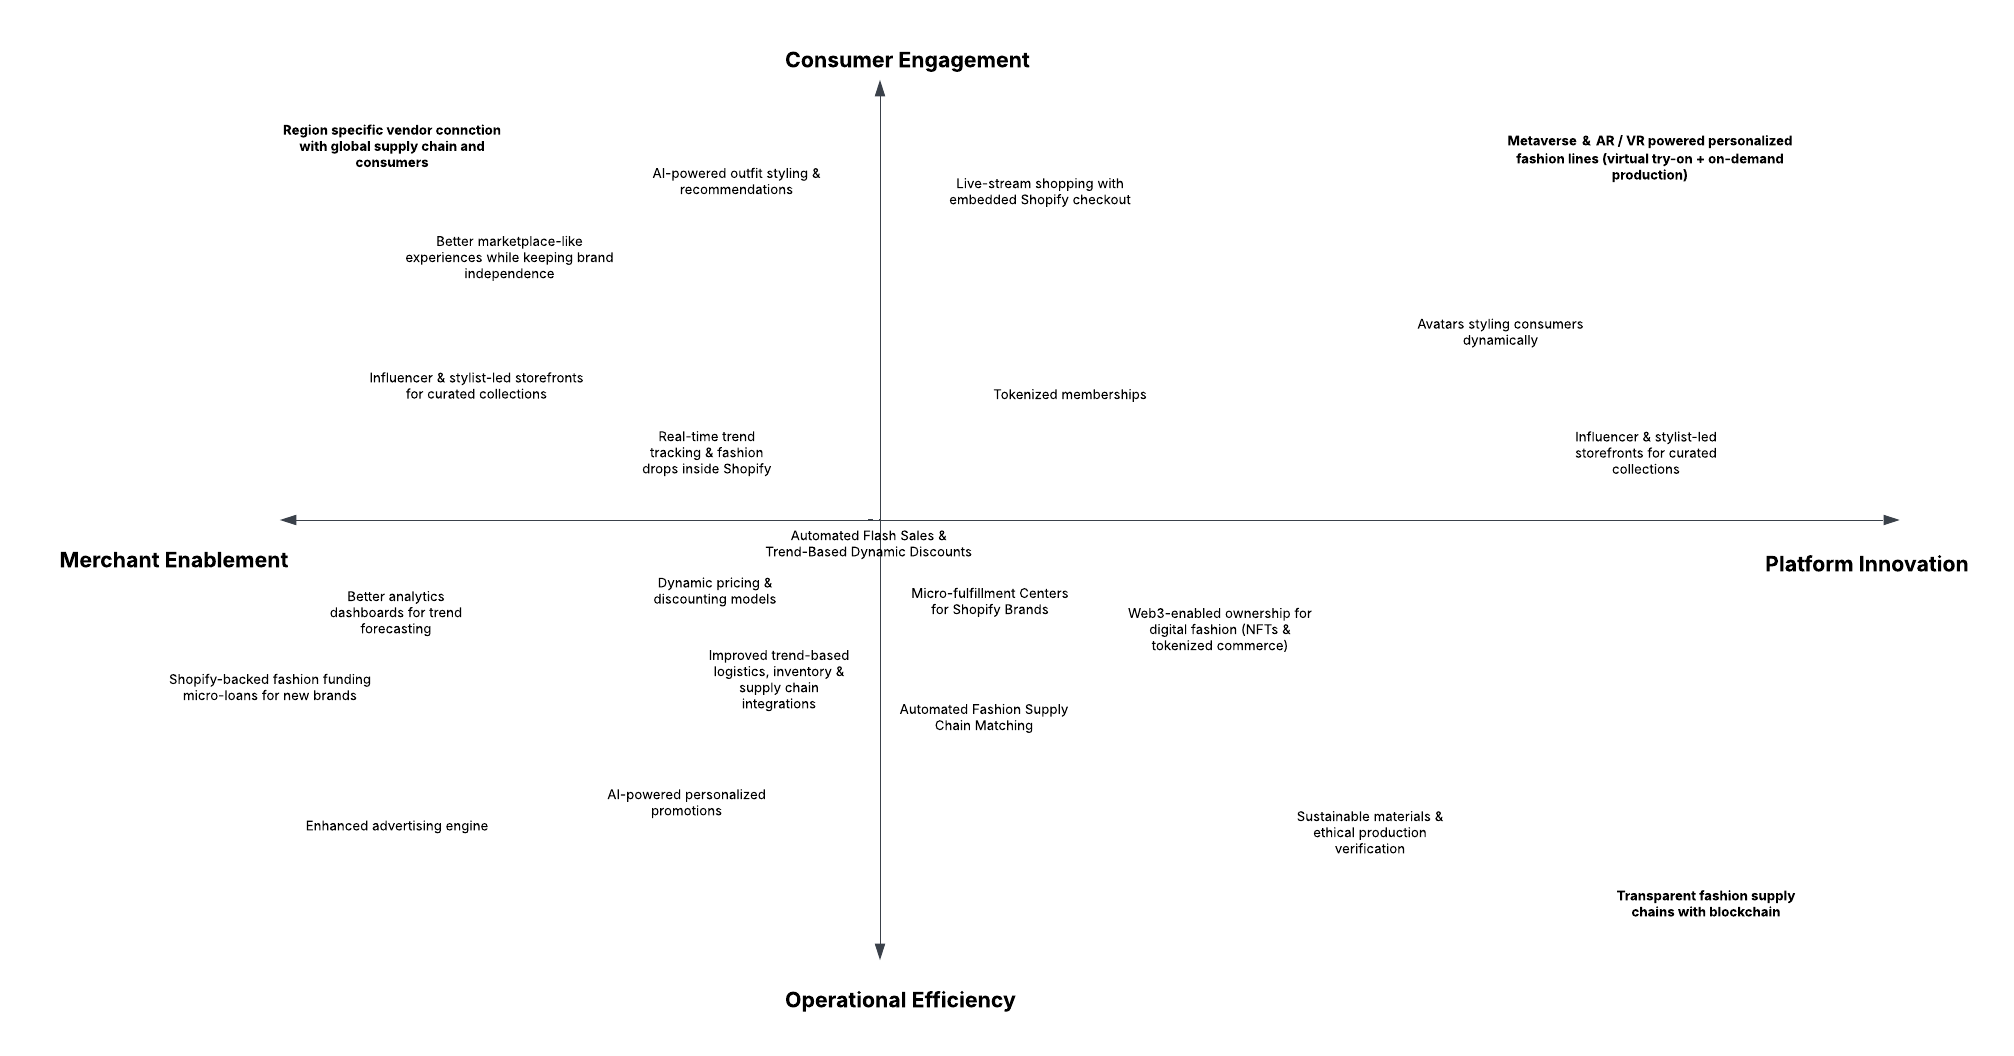 Consumer Engagement
Region specific vendor connction
with global supply chain and
consumers
Metaverse & AR / VR powered personalized
fashion lines (virtual try-on + on-demand
production)
AI-powered outfit styling &
recommendations
Live-stream shopping with
embedded Shopify checkout
Better marketplace-like
experiences while keeping brand
independence
Avatars styling consumers
dynamically
Influencer & stylist-led storefronts
for curated collections
Tokenized memberships
Real-time trend
tracking & fashion
drops inside Shopify
Influencer & stylist-led
storefronts for curated
collections
Merchant Enablement
Platform Innovation
Automated Flash Sales &
Trend-Based Dynamic Discounts
Better analytics
dashboards for trend
forecasting
Dynamic pricing &
discounting models
Micro-fulfillment Centers
for Shopify Brands
Web3-enabled ownership for
digital fashion (NFTs &
tokenized commerce)
Shopify-backed fashion funding
micro-loans for new brands
Improved trend-based
logistics, inventory &
supply chain
integrations
Automated Fashion Supply
Chain Matching
AI-powered personalized
promotions
Enhanced advertising engine
Sustainable materials &
ethical production
verification
Transparent fashion supply
chains with blockchain
Operational Efficiency